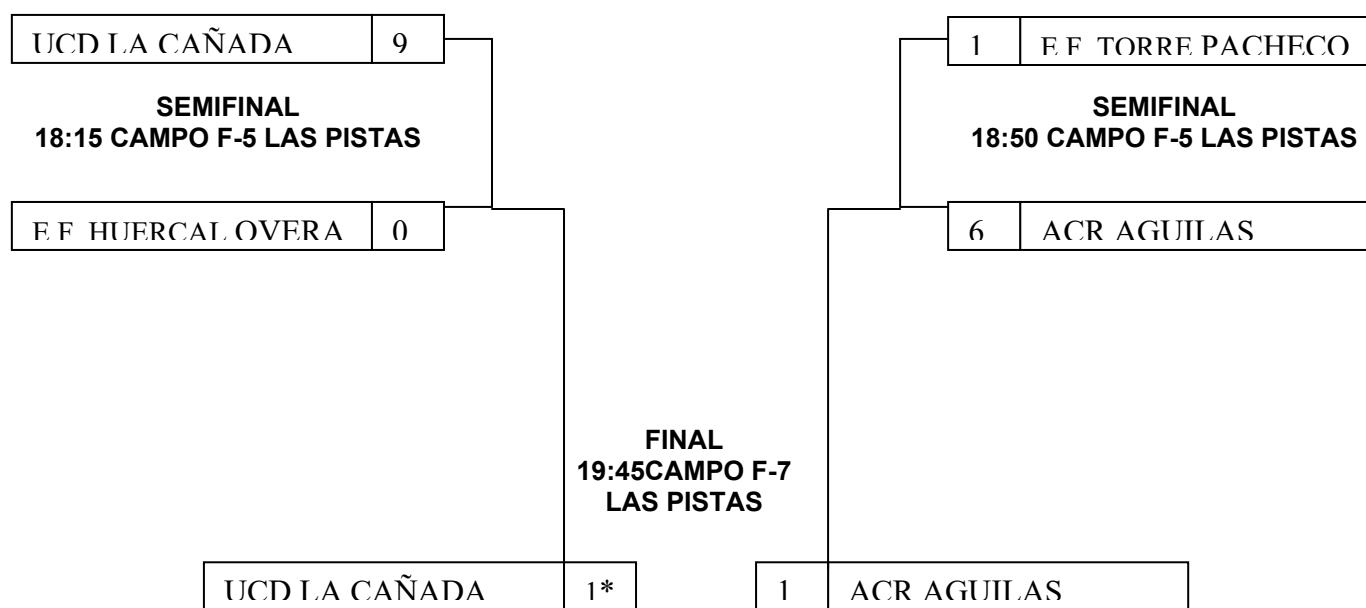 UCD LA CAÑADA 9
SEMIFINAL
18:15 CAMPO F-5 LAS PISTAS
E.F. HUERCAL OVERA 0
1 E.F. TORRE PACHECO
SEMIFINAL
18:50 CAMPO F-5 LAS PISTAS
6 ACR AGUILAS
FINAL
19:45CAMPO F-7
LAS PISTAS
UCD LA CAÑADA 1*
1 ACR AGUILAS